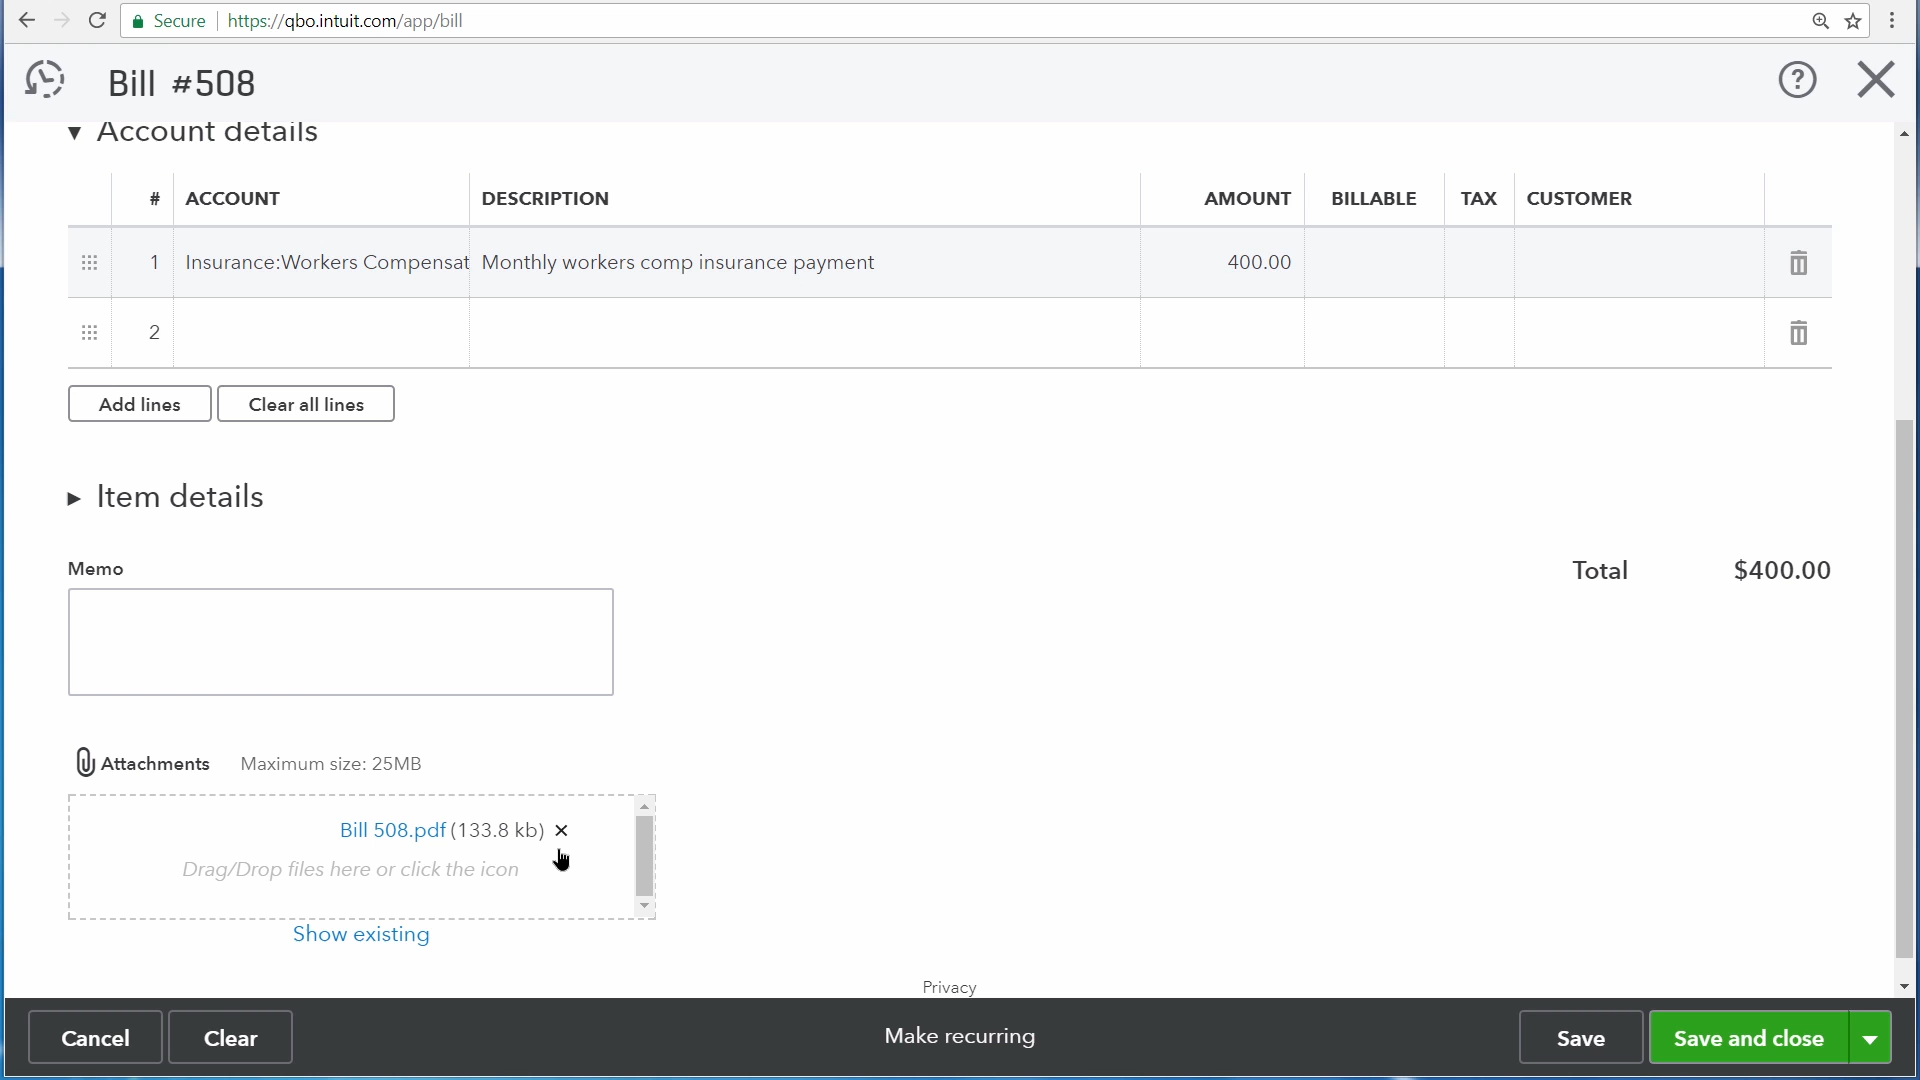 Secure https://qbo.intuit.com/app/bill
Bill #508
Account details
# ACCOUNT DESCRIPTION AMOUNT BILLABLE TAX CUSTOMER
1 Insurance:Workers Compensat Monthly workers comp insurance payment 400.00
2
Add lines Clear all lines
Item details
Memo
Total $400.00
Attachments Maximum size: 25MB
Bill 508.pdf (133.8 kb)
Drag/Drop files here or click the icon
Show existing
Privacy
Cancel Clear Make recurring Save Save and close